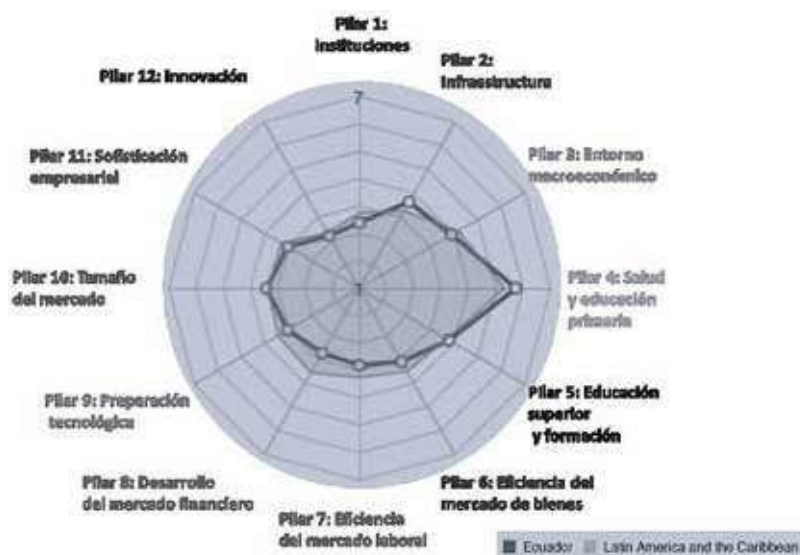 Pilar 1:
Instituciones
Pilar 2:
Infraestructura
Pilar 3: Entorno
macroeconómico
Pilar 4: Salud
y educación
primaria
Pilar 5: Educación
superior
y formación
Pilar 6: Eficiencia del
mercado de bienes
Pilar 7: Eficiencia
del mercado laboral
Pilar 8: Desarrollo
del mercado financiero
Pilar 9: Preparación
tecnológica
Pilar 10: Tamaño
del mercado
Pilar 11: Sofisticación
empresarial
Pilar 12: Innovación
7
1
Ecuador Latin America and the Caribbean